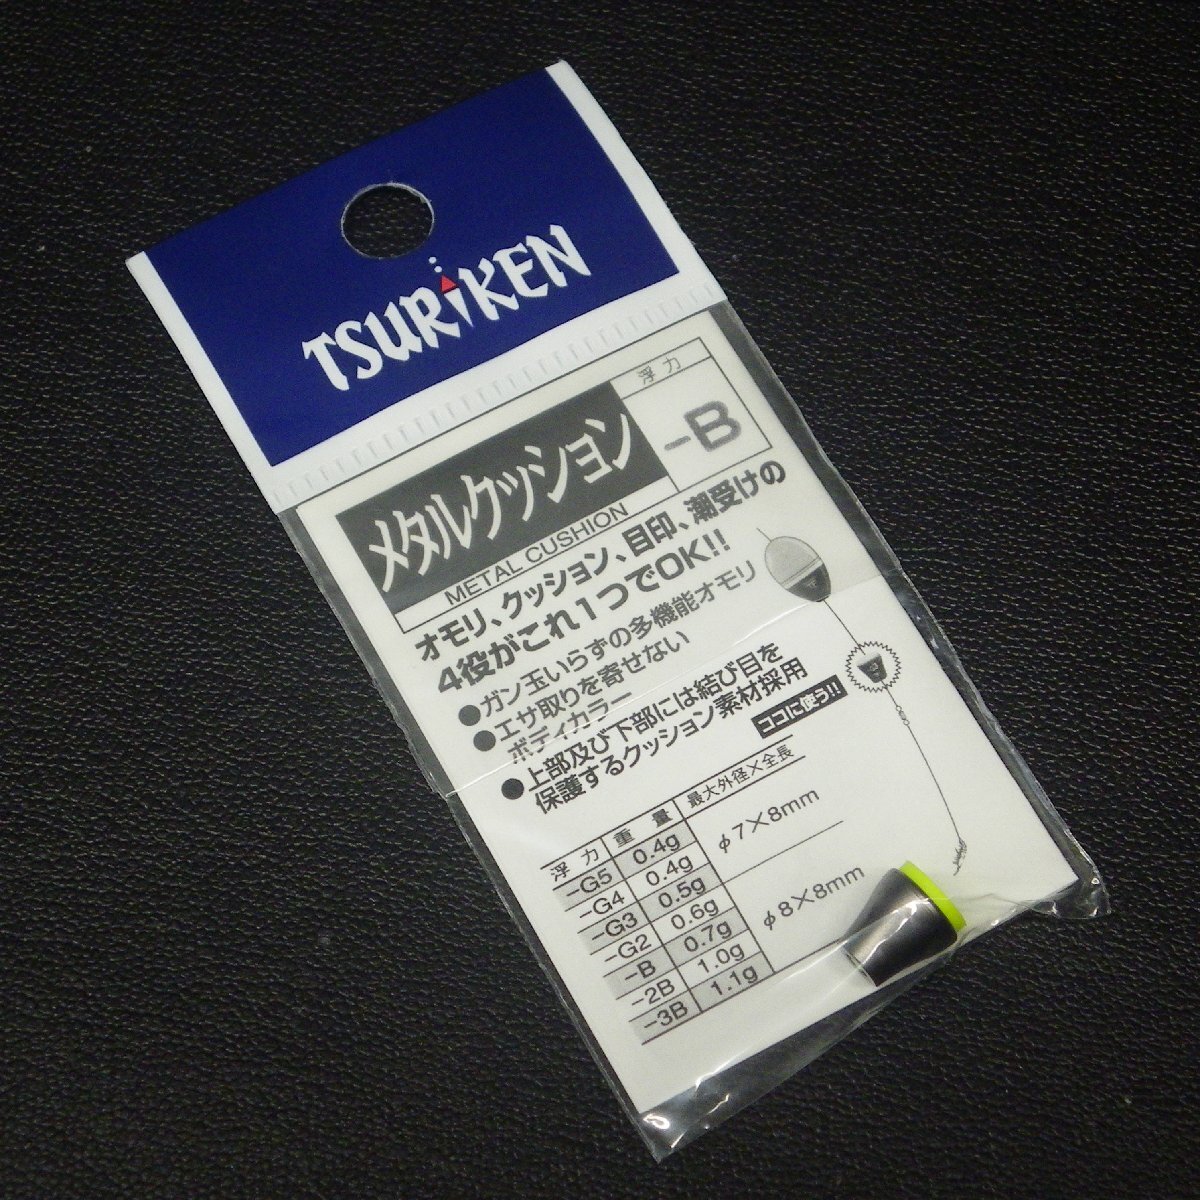 TSURiKEN
メタルクッション
METAL CUSHION
浮力
-B
オモリ、クッション、目印、潮受けの
4役がこれ1つでOK!!
●ガン玉いらずの多機能オモリ
●エサ取りを寄せない
ボディカラー
●上部及び下部には結び目を
保護するクッション素材採用
ココに使う!!
浮力 重量 最大外径×全長
-G5 0.4g φ7×8mm
-G4 0.4g
-G3 0.5g
-G2 0.6g φ8×8mm
-B 0.7g
-2B 1.0g
-3B 1.1g